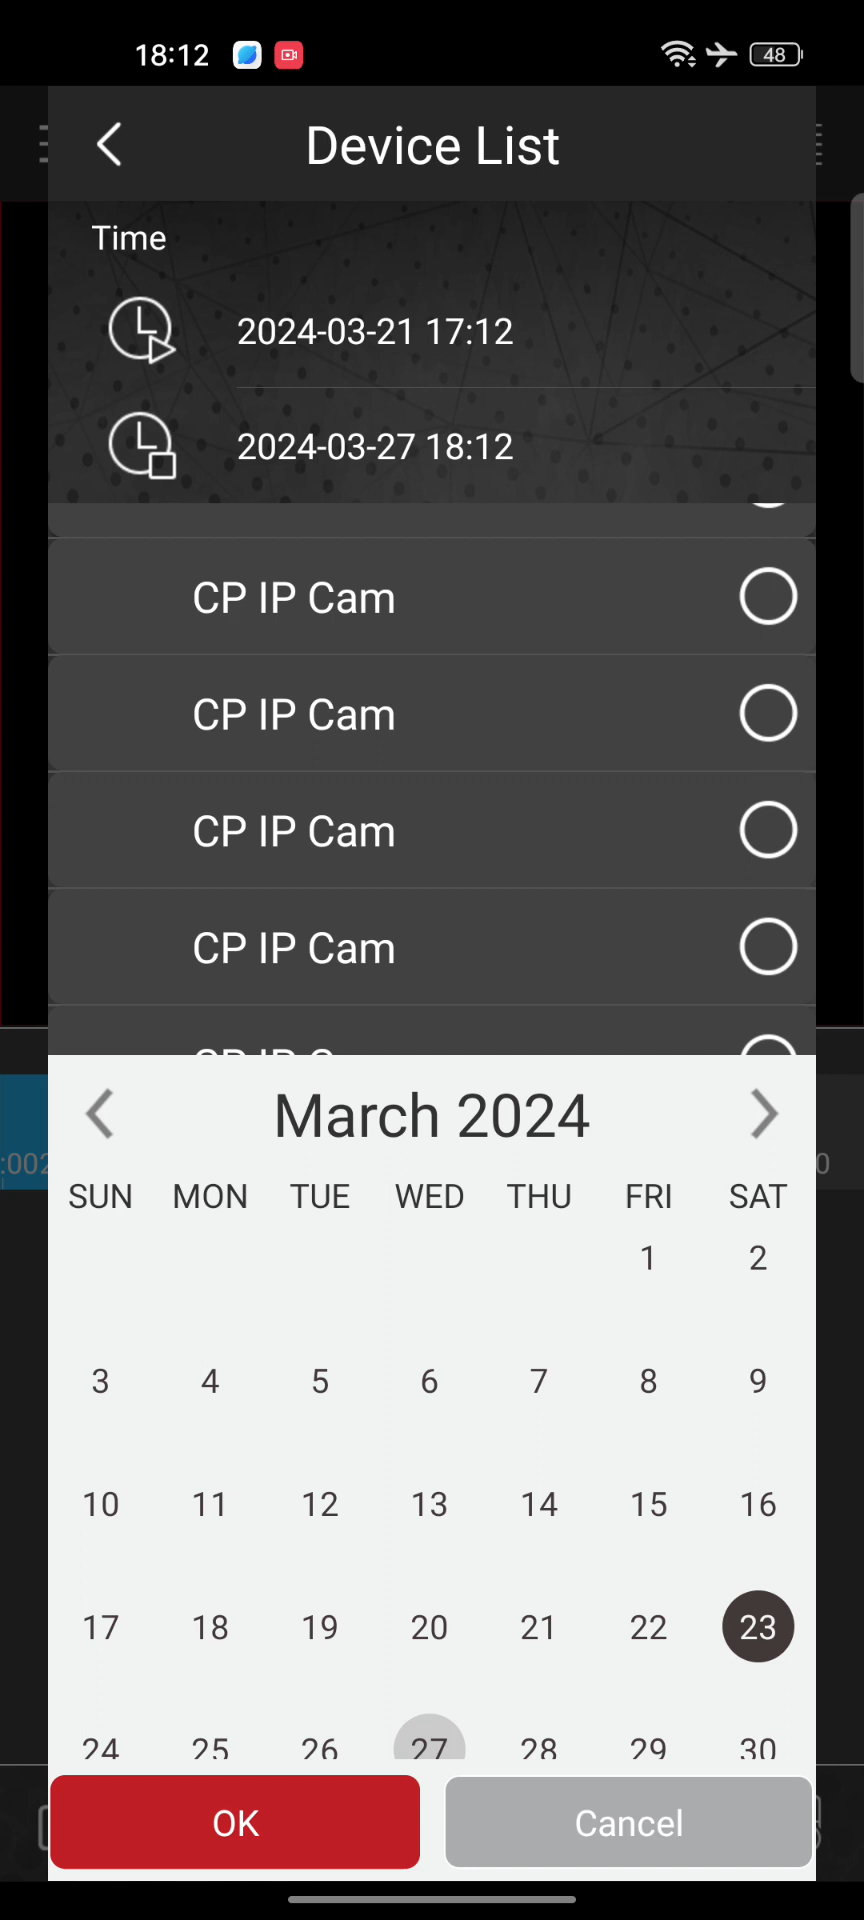 18:12 48
Device List
Time
2024-03-21 17:12
2024-03-27 18:12
CP IP Cam
CP IP Cam
CP IP Cam
CP IP Cam
March 2024
:002 0
SUN MON TUE WED THU FRI SAT
1 2
3 4 5 6 7 8 9
10 11 12 13 14 15 16
17 18 19 20 21 22 23
24 25 26 27 28 29 30
OK Cancel